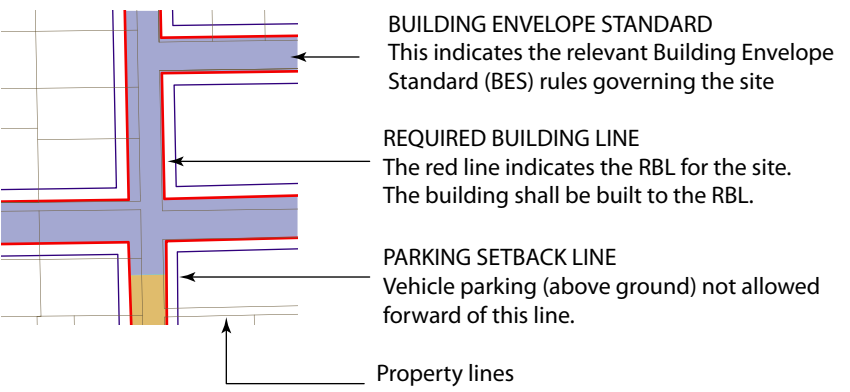 BUILDING ENVELOPE STANDARD
This indicates the relevant Building Envelope
Standard (BES) rules governing the site
REQUIRED BUILDING LINE
The red line indicates the RBL for the site.
The building shall be built to the RBL.
PARKING SETBACK LINE
Vehicle parking (above ground) not allowed
forward of this line.
Property lines